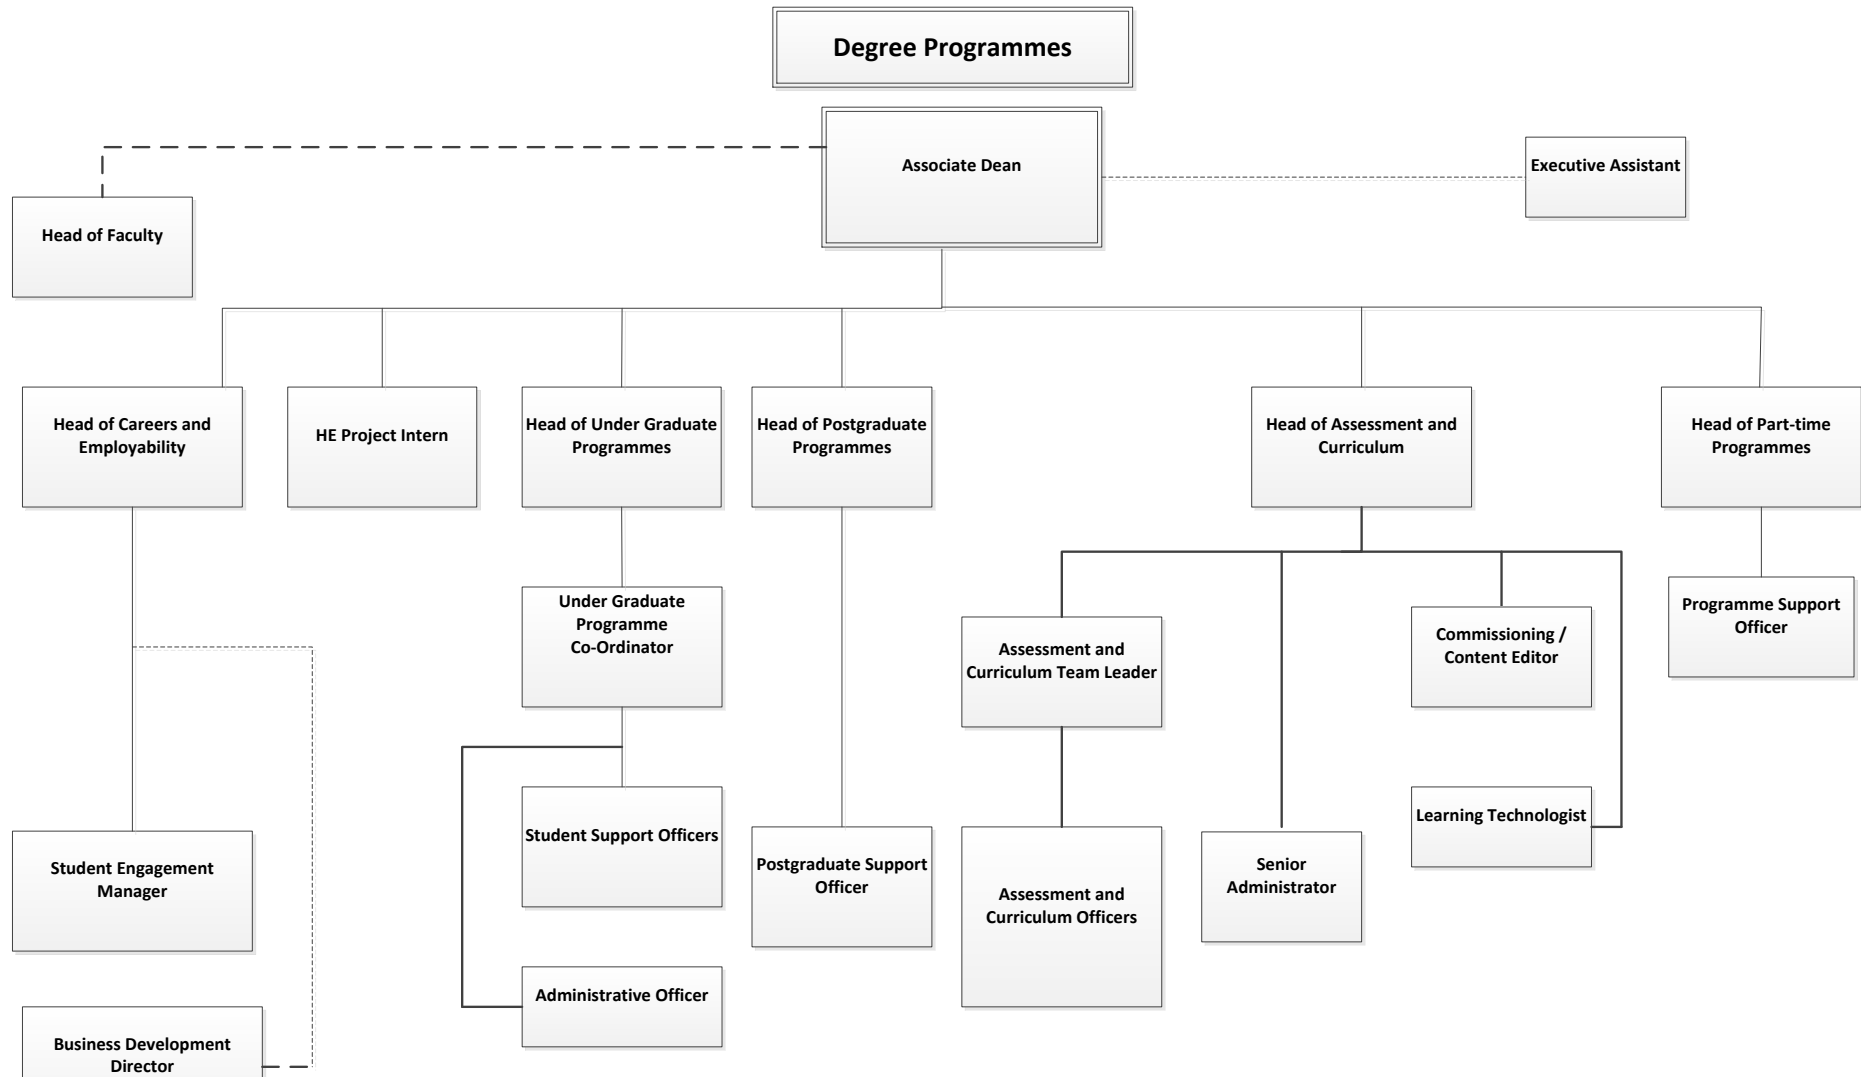 Degree Programmes
Associate Dean
Executive Assistant
Head of Faculty
Head of Careers and
Employability
HE Project Intern
Head of Under Graduate
Programmes
Head of Postgraduate
Programmes
Head of Assessment and
Curriculum
Head of Part-time
Programmes
Under Graduate
Programme
Co-Ordinator
Assessment and
Curriculum Team Leader
Commissioning /
Content Editor
Programme Support
Officer
Student Engagement
Manager
Student Support Officers
Postgraduate Support
Officer
Assessment and
Curriculum Officers
Senior
Administrator
Learning Technologist
Administrative Officer
Business Development
Director